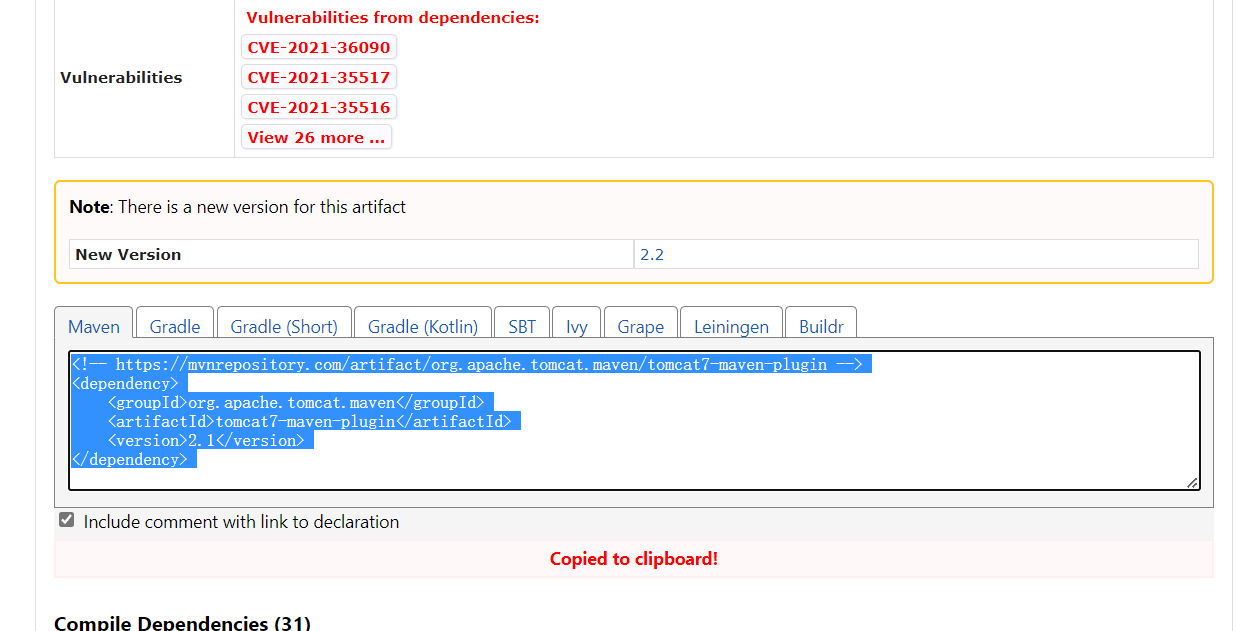 Vulnerabilities from dependencies:
CVE-2021-36090
Vulnerabilities
CVE-2021-35517
CVE-2021-35516
View 26 more ...
Note: There is a new version for this artifact
New Version 2.2
Maven Gradle Gradle (Short) Gradle (Kotlin) SBT Ivy Grape Leiningen Buildr
<!-- https://mvnrepository.com/artifact/org.apache.tomcat.maven/tomcat7-maven-plugin -->
<dependency>
    <groupId>org.apache.tomcat.maven</groupId>
    <artifactId>tomcat7-maven-plugin</artifactId>
    <version>2.1</version>
</dependency>
Include comment with link to declaration
Copied to clipboard!
Compile Dependencies (31)